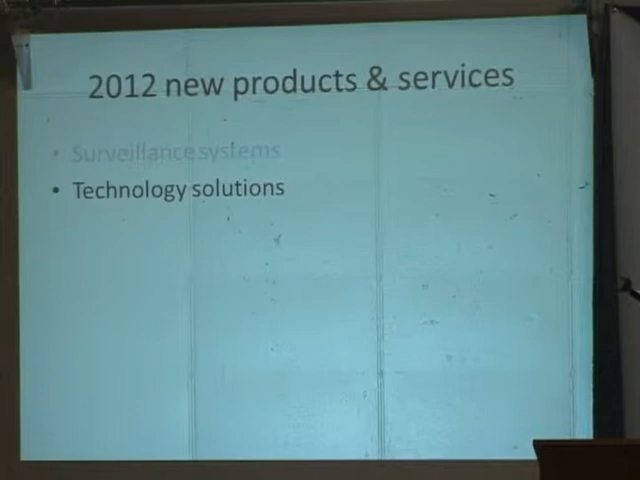 2012 new products & services
• Surveillance systems
• Technology solutions